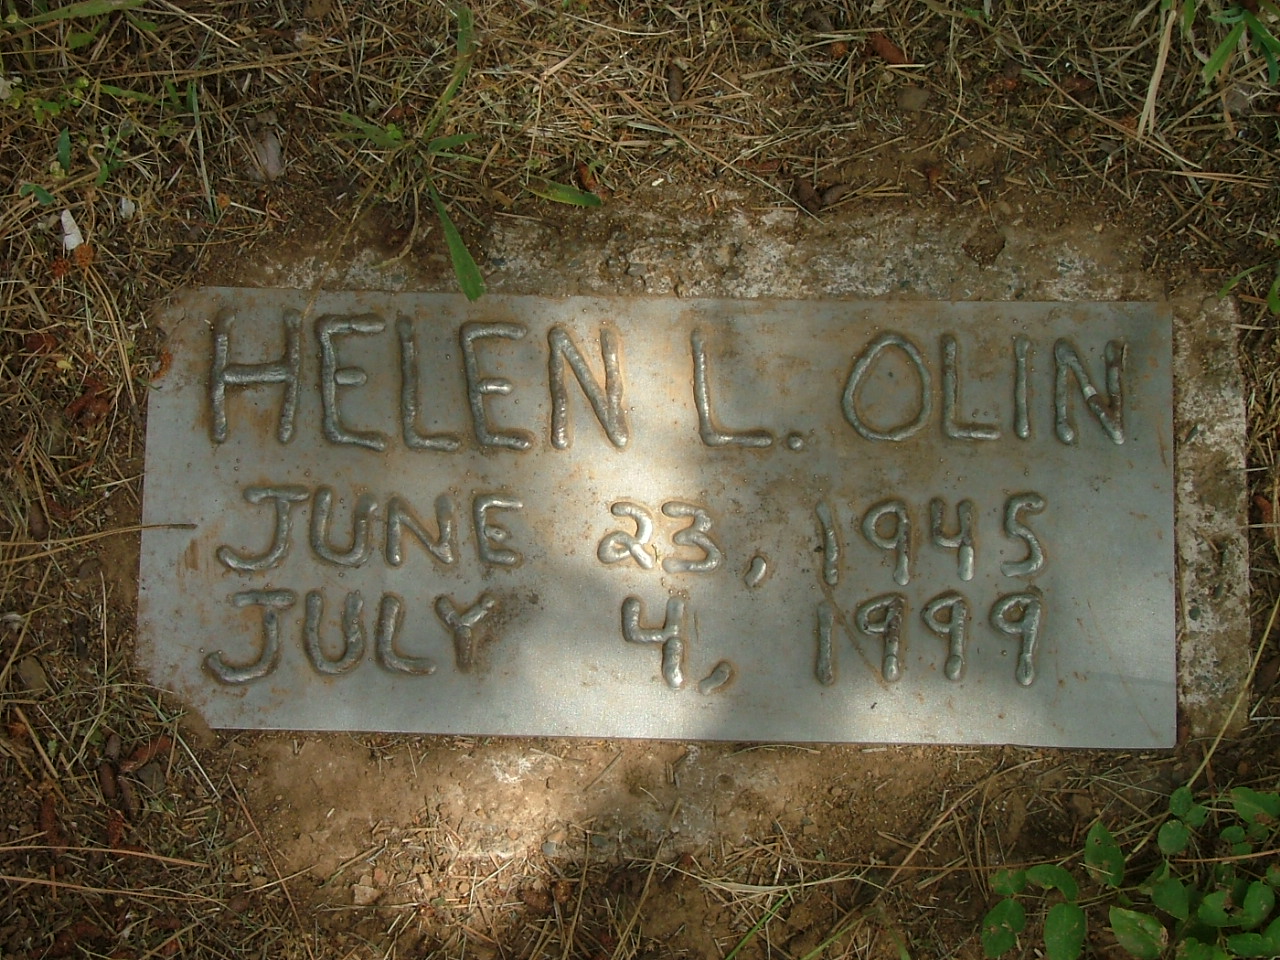 HELEN L. OLIN
JUNE 23, 1945
JULY 4, 1999